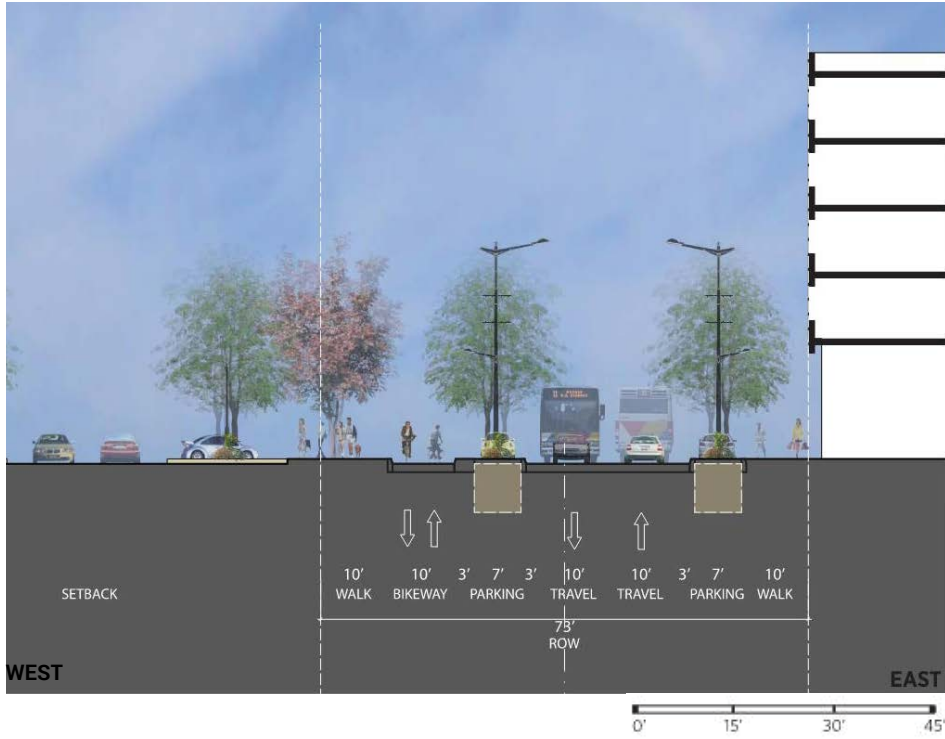 10' 10' 3' 7' 3' 10' 10' 3' 7' 10'
SETBACK WALK BIKEWAY PARKING TRAVEL TRAVEL PARKING WALK
73'
ROW
WEST
EAST
0' 15' 30' 45'